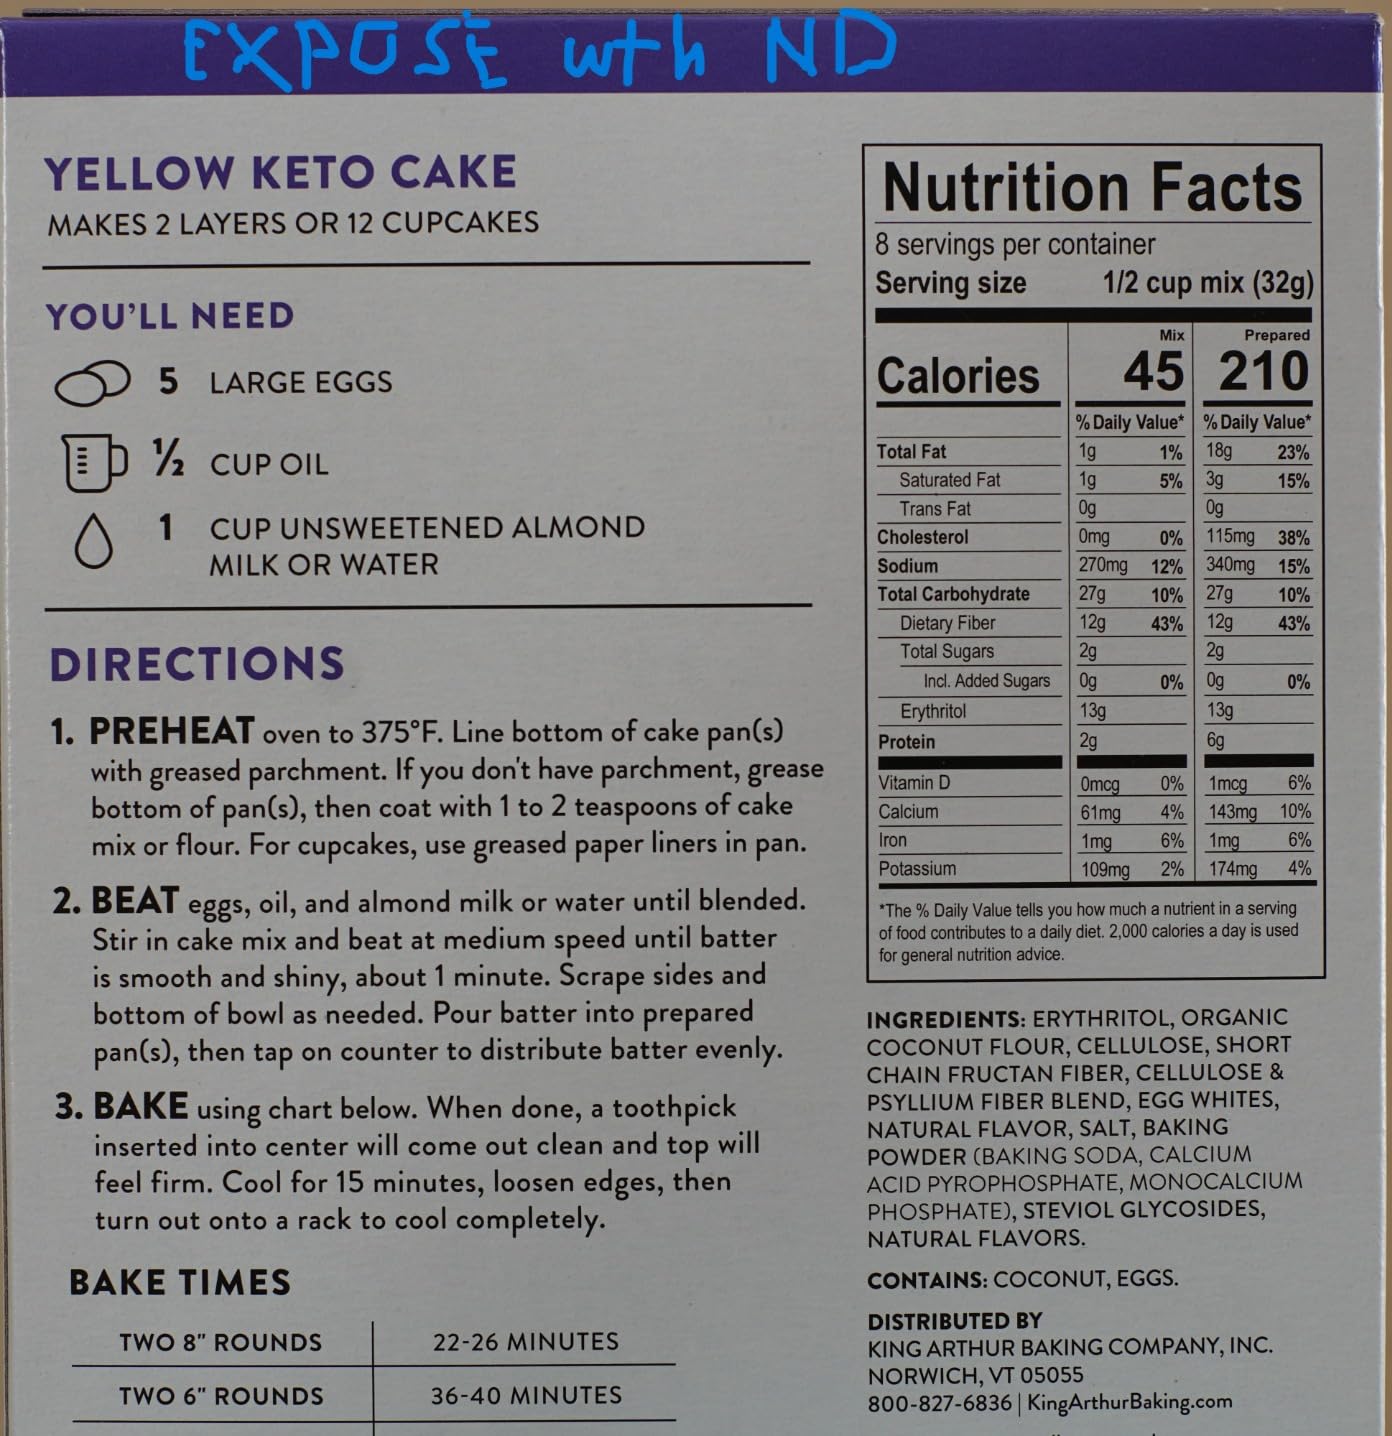 EXPOSE wth ND
YELLOW KETO CAKE
MAKES 2 LAYERS OR 12 CUPCAKES
YOU'LL NEED
5 LARGE EGGS
½ CUP OIL
1 CUP UNSWEETENED ALMOND
MILK OR WATER
DIRECTIONS
1. PREHEAT oven to 375°F. Line bottom of cake pan(s)
with greased parchment. If you don't have parchment, grease
bottom of pan(s), then coat with 1 to 2 teaspoons of cake
mix or flour. For cupcakes, use greased paper liners in pan.
2. BEAT eggs, oil, and almond milk or water until blended.
Stir in cake mix and beat at medium speed until batter
is smooth and shiny, about 1 minute. Scrape sides and
bottom of bowl as needed. Pour batter into prepared
pan(s), then tap on counter to distribute batter evenly.
3. BAKE using chart below. When done, a toothpick
inserted into center will come out clean and top will
feel firm. Cool for 15 minutes, loosen edges, then
turn out onto a rack to cool completely.
BAKE TIMES
TWO 8" ROUNDS 22-26 MINUTES
TWO 6" ROUNDS 36-40 MINUTES
Nutrition Facts
8 servings per container
Serving size 1/2 cup mix (32g)
Mix Prepared
Calories 45 210
% Daily Value* % Daily Value*
Total Fat 1g 1% 18g 23%
Saturated Fat 1g 5% 3g 15%
Trans Fat 0g 0g
Cholesterol 0mg 0% 115mg 38%
Sodium 270mg 12% 340mg 15%
Total Carbohydrate 27g 10% 27g 10%
Dietary Fiber 12g 43% 12g 43%
Total Sugars 2g 2g
Incl. Added Sugars 0g 0% 0g 0%
Erythritol 13g 13g
Protein 2g 6g
Vitamin D 0mcg 0% 1mcg 6%
Calcium 61mg 4% 143mg 10%
Iron 1mg 6% 1mg 6%
Potassium 109mg 2% 174mg 4%
*The % Daily Value tells you how much a nutrient in a serving
of food contributes to a daily diet. 2,000 calories a day is used
for general nutrition advice.
INGREDIENTS: ERYTHRITOL, ORGANIC
COCONUT FLOUR, CELLULOSE, SHORT
CHAIN FRUCTAN FIBER, CELLULOSE &
PSYLLIUM FIBER BLEND, EGG WHITES,
NATURAL FLAVOR, SALT, BAKING
POWDER (BAKING SODA, CALCIUM
ACID PYROPHOSPHATE, MONOCALCIUM
PHOSPHATE), STEVIOL GLYCOSIDES,
NATURAL FLAVORS.
CONTAINS: COCONUT, EGGS.
DISTRIBUTED BY
KING ARTHUR BAKING COMPANY, INC.
NORWICH, VT 05055
800-827-6836 | KingArthurBaking.com